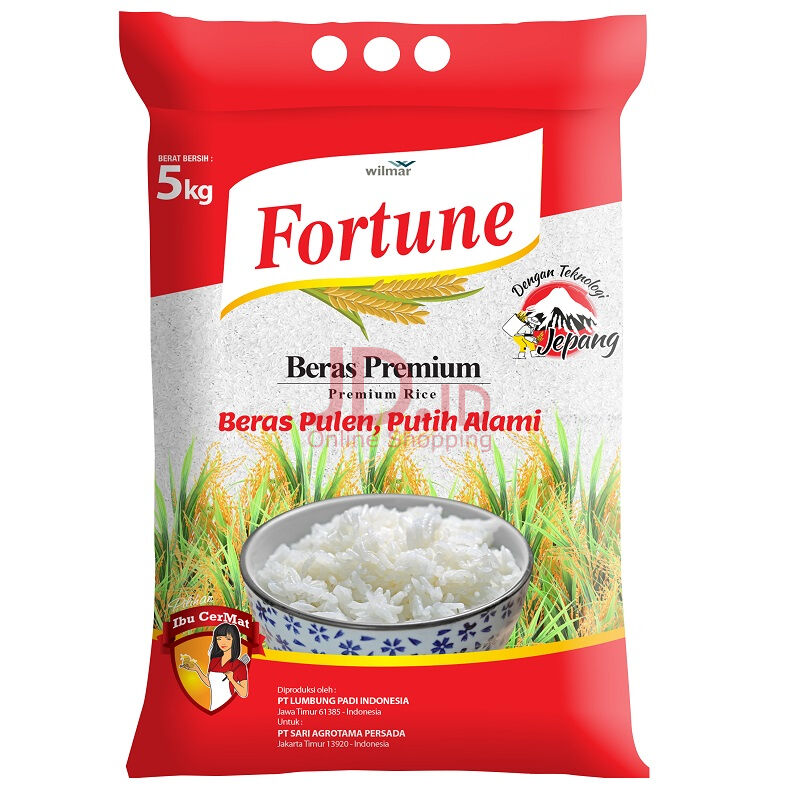 wilmar
BERAT BERSIH :
5kg
Fortune
Dengan Teknologi
Jepang
Beras Premium
Premium Rice
JD.ID
Beras Pulen, Putih Alami
Online Shopping
Pilihan
Ibu CerMat
Diproduksi oleh :
PT LUMBUNG PADI INDONESIA
Jawa Timur 61385 - Indonesia
Untuk :
PT SARI AGROTAMA PERSADA
Jakarta Timur 13920 - Indonesia